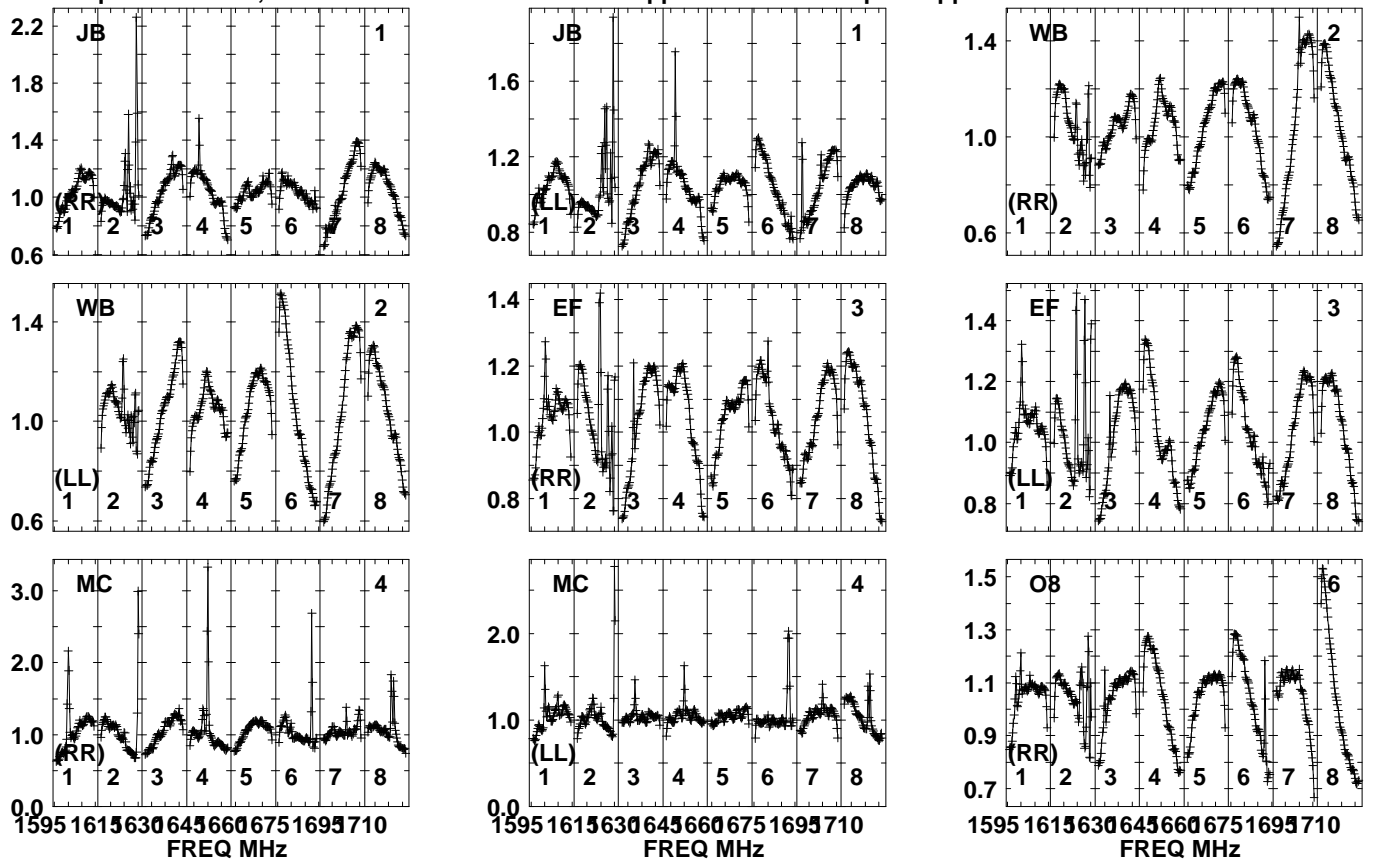 2.2 JB 1
1.8
1.4
1.0
(RR)
1 2 3 4 5 6 7 8
0.6
JB 1
1.6
1.2
(LL)
0.8 1 2 3 4 5 6 7 8
WB 2
1.4
1.0
(RR)
0.6 1 2 3 4 5 6 7 8
WB 2
1.4
1.0
(LL)
0.6 1 2 3 4 5 6 7 8
EF 3
1.4
1.2
1.0
(RR)
0.8 1 2 3 4 5 6 7 8
EF 3
1.4
1.2
1.0
(LL)
0.8 1 2 3 4 5 6 7 8
MC 4
3.0
2.0
1.0
(RR)
1 2 3 4 5 6 7 8
0.0
1595 1615 1630 1645 1660 1675 1695 1710
FREQ MHz
MC 4
2.0
1.0
(LL)
1 2 3 4 5 6 7 8
0.0
1595 1615 1630 1645 1660 1675 1695 1710
FREQ MHz
O8 6
1.5
1.3
1.1
0.9
(RR)
0.7 1 2 3 4 5 6 7 8
1595 1615 1630 1645 1660 1675 1695 1710
FREQ MHz